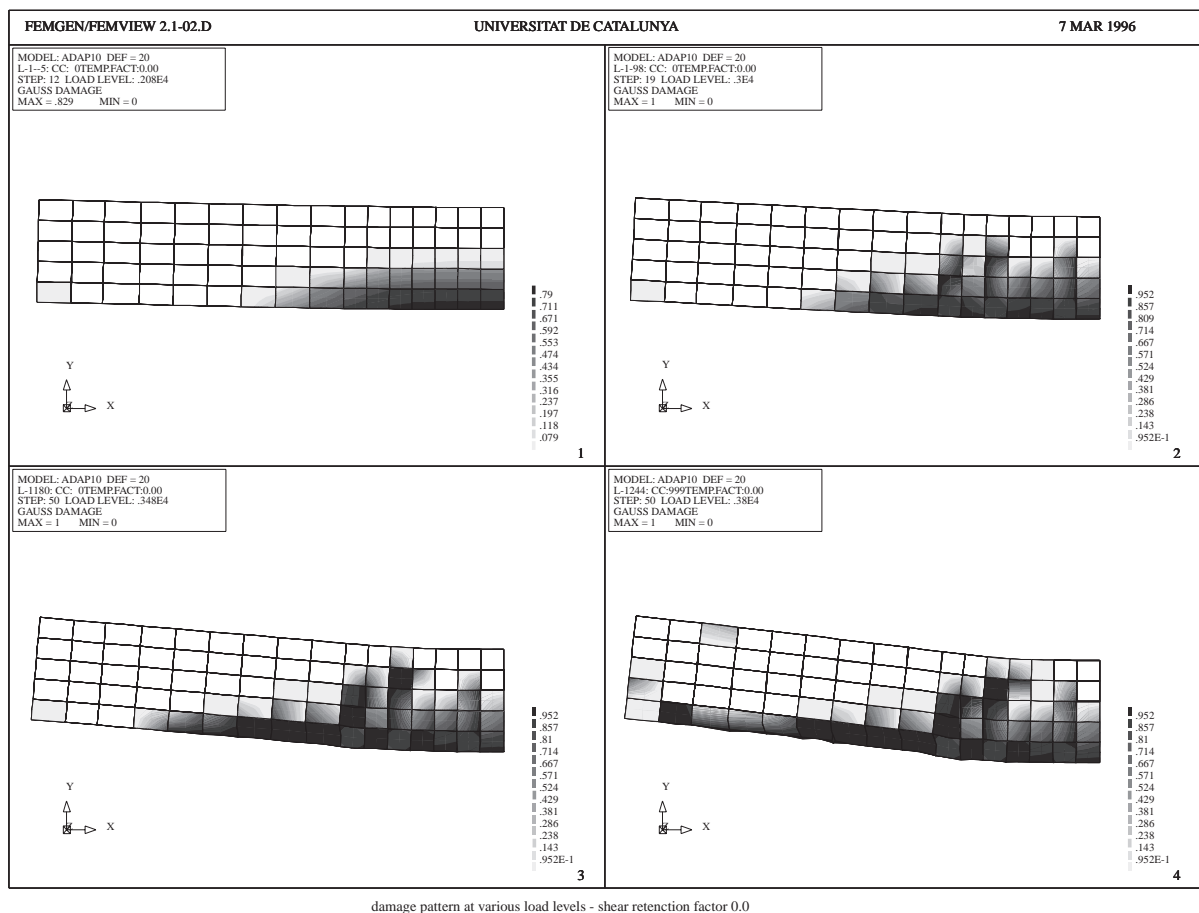 FEMGEN/FEMVIEW 2.1-02.D
UNIVERSITAT DE CATALUNYA
7 MAR 1996
MODEL: ADAP10 DEF = 20
L-1--5: CC: 0TEMP.FACT:0.00
STEP: 12 LOAD LEVEL: .208E4
GAUSS DAMAGE
MAX = .829 MIN = 0
.79
.711
.671
.592
.553
.474
.434
.355
.316
.237
.197
.118
.079
Y
X
1
MODEL: ADAP10 DEF = 20
L-1-98: CC: 0TEMP.FACT:0.00
STEP: 19 LOAD LEVEL: .3E4
GAUSS DAMAGE
MAX = 1 MIN = 0
.952
.857
.809
.714
.667
.571
.524
.429
.381
.286
.238
.143
.952E-1
Y
X
2
MODEL: ADAP10 DEF = 20
L-1180: CC: 0TEMP.FACT:0.00
STEP: 50 LOAD LEVEL: .348E4
GAUSS DAMAGE
MAX = 1 MIN = 0
.952
.857
.81
.714
.667
.571
.524
.429
.381
.286
.238
.143
.952E-1
Y
X
3
MODEL: ADAP10 DEF = 20
L-1244: CC:999TEMP.FACT:0.00
STEP: 50 LOAD LEVEL: .38E4
GAUSS DAMAGE
MAX = 1 MIN = 0
.952
.857
.81
.714
.667
.571
.524
.429
.381
.286
.238
.143
.952E-1
Y
X
4
damage pattern at various load levels - shear retenction factor 0.0